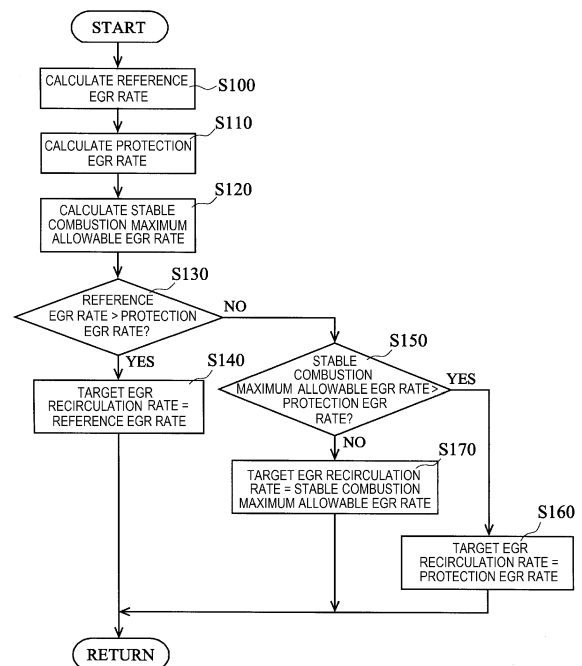 START
CALCULATE REFERENCE
EGR RATE
S100
CALCULATE PROTECTION
EGR RATE
S110
CALCULATE STABLE
COMBUSTION MAXIMUM
ALLOWABLE EGR RATE
S120
REFERENCE
EGR RATE > PROTECTION
EGR RATE?
S130
NO
YES
TARGET EGR
RECIRCULATION RATE =
REFERENCE EGR RATE
S140
STABLE
COMBUSTION
MAXIMUM ALLOWABLE EGR RATE >
PROTECTION EGR
RATE?
S150
YES
NO
TARGET EGR RECIRCULATION
RATE = STABLE COMBUSTION
MAXIMUM ALLOWABLE EGR RATE
S170
TARGET EGR
RECIRCULATION RATE =
PROTECTION EGR RATE
S160
RETURN